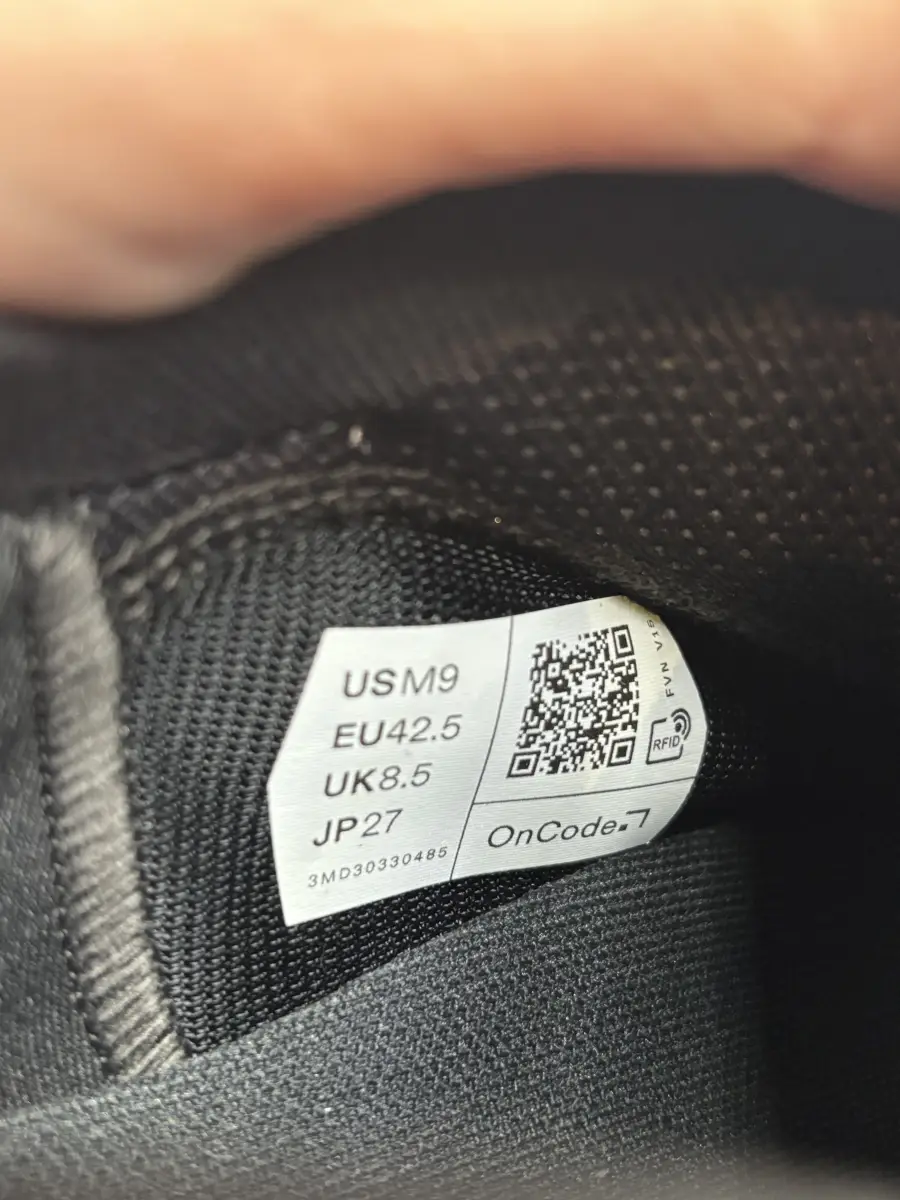 USM9
EU42.5
UK8.5
JP27
3MD30330485
FVN V15
RFID
OnCode